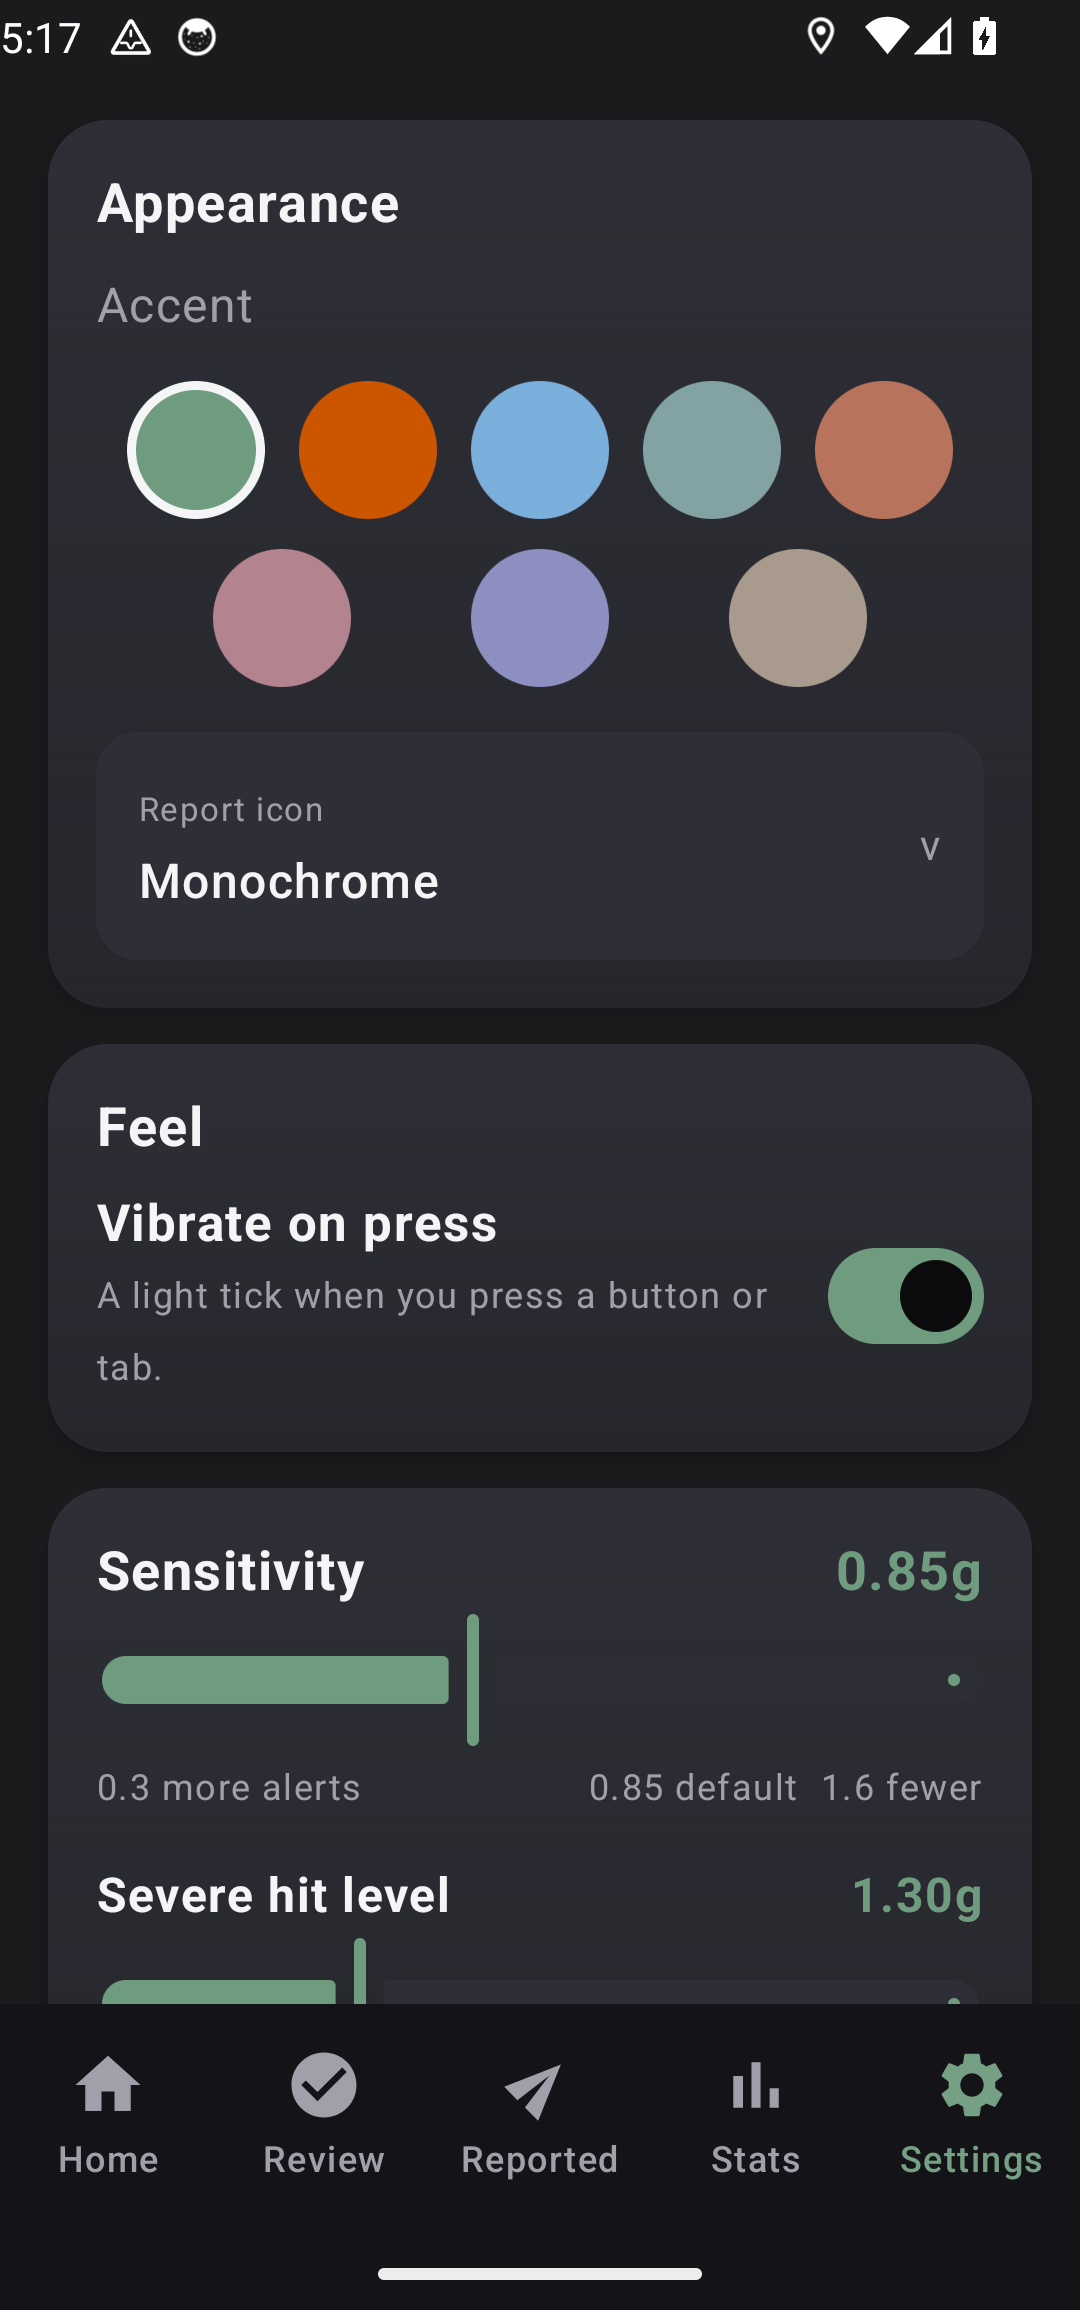 5:17
Appearance
Accent
Report icon
Monochrome
v
Feel
Vibrate on press
A light tick when you press a button or
tab.
Sensitivity 0.85g
0.3 more alerts 0.85 default 1.6 fewer
Severe hit level 1.30g
Home Review Reported Stats Settings